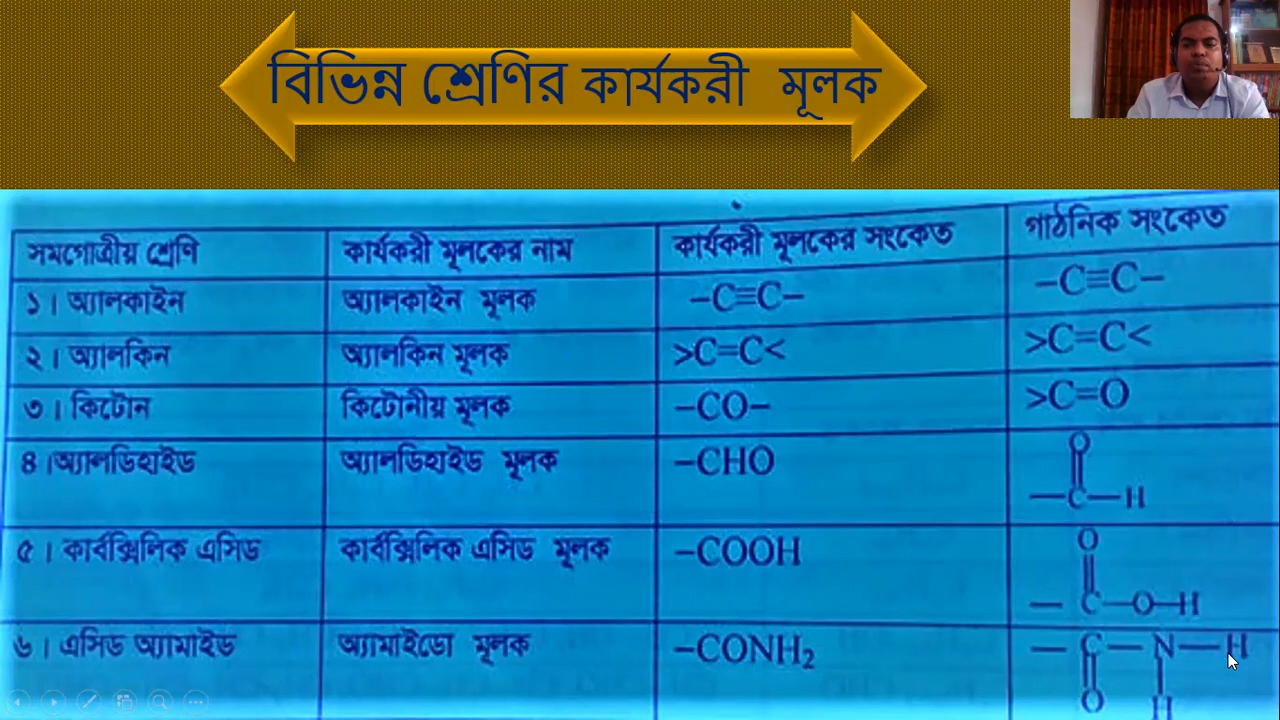 বিভিন্ন শ্রেণির কার্যকরী মূলক
সমগোত্রীয় শ্রেণি কার্যকরী মূলকের নাম কার্যকরী মূলকের সংকেত গাঠনিক সংকেত
১। অ্যালকাইন অ্যালকাইন মূলক –C≡C– –C≡C–
২। অ্যালকিন অ্যালকিন মূলক >C=C< >C=C<
৩। কিটোন কিটোনীয় মূলক –CO– >C=O
৪।অ্যালডিহাইড অ্যালডিহাইড মূলক –CHO O
||
—C—H
৫। কার্বক্সিলিক এসিড কার্বক্সিলিক এসিড মূলক –COOH O
||
— C—O—H
৬। এসিড অ্যামাইড অ্যামাইডো মূলক –CONH₂ — C — N—H
|| |
O H